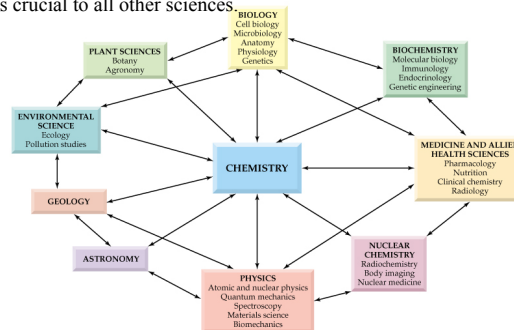 s crucial to all other sciences.
BIOLOGY
Cell biology
Microbiology
Anatomy
Physiology
Genetics
PLANT SCIENCES
Botany
Agronomy
BIOCHEMISTRY
Molecular biology
Immunology
Endocrinology
Genetic engineering
ENVIRONMENTAL
SCIENCE
Ecology
Pollution studies
CHEMISTRY
MEDICINE AND ALLIE
HEALTH SCIENCES
Pharmacology
Nutrition
Clinical chemistry
Radiology
GEOLOGY
ASTRONOMY
NUCLEAR
CHEMISTRY
Radiochemistry
Body imaging
Nuclear medicine
PHYSICS
Atomic and nuclear physics
Quantum mechanics
Spectroscopy
Materials science
Biomechanics